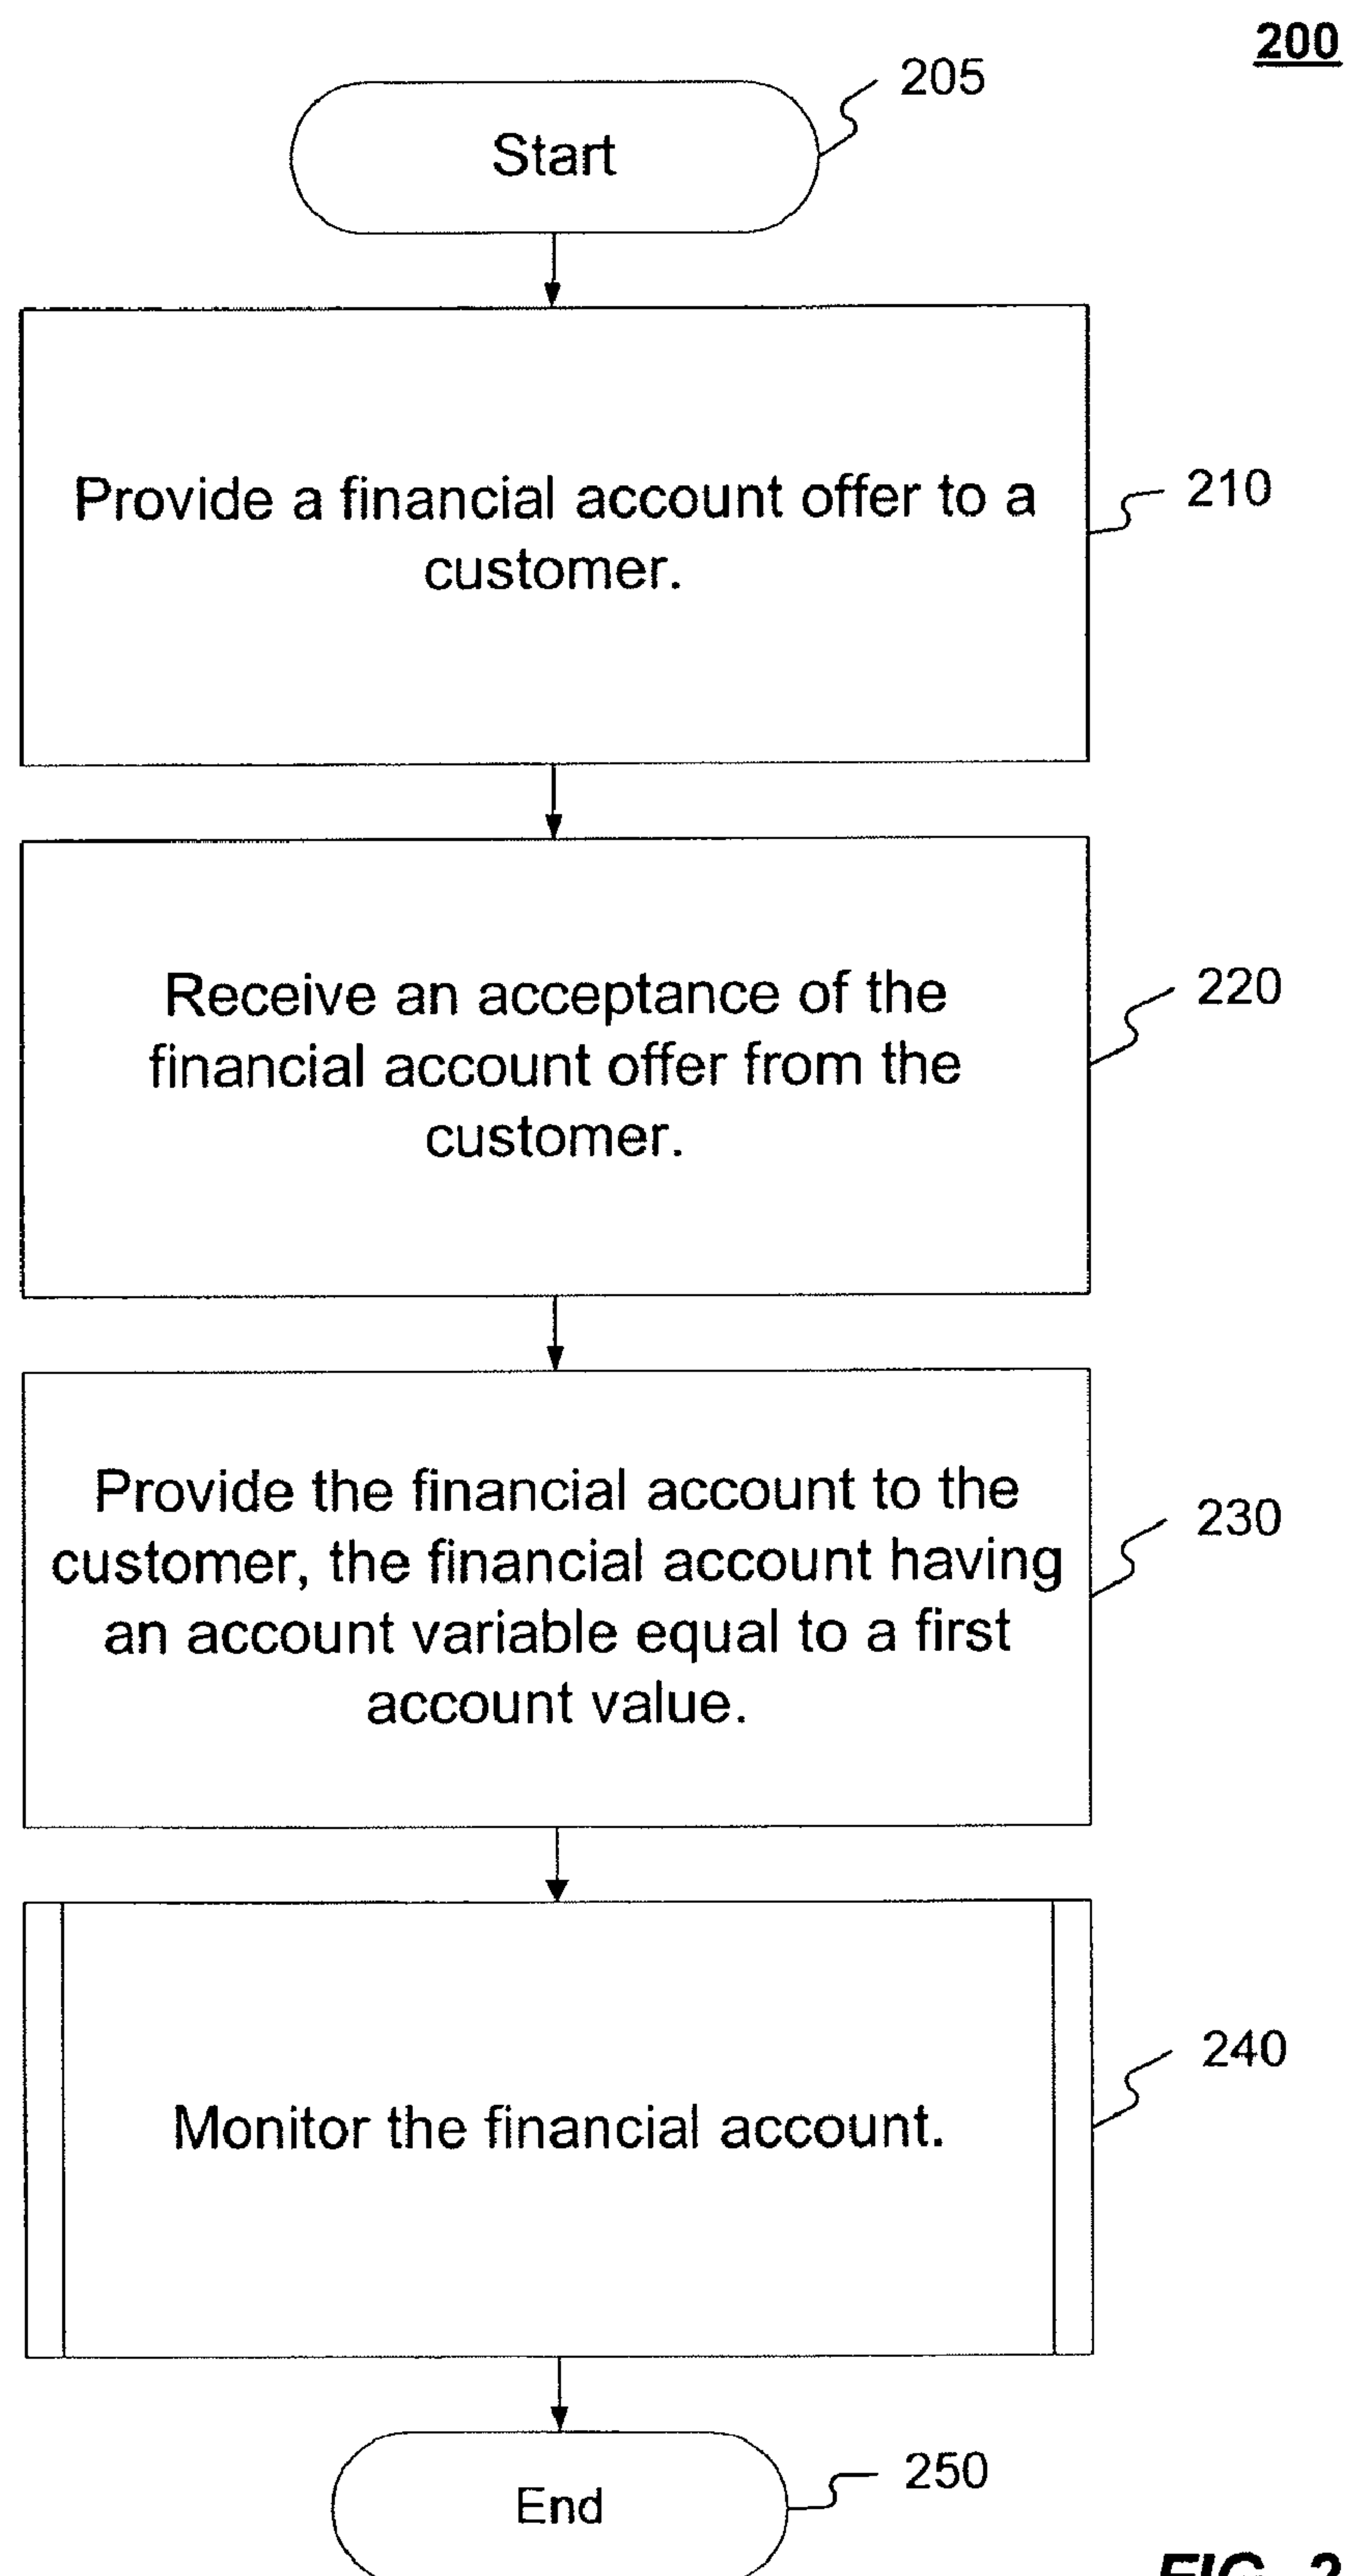 200
205
Start
Provide a financial account offer to a
customer.
210
Receive an acceptance of the
financial account offer from the
customer.
220
Provide the financial account to the
customer, the financial account having
an account variable equal to a first
account value.
230
Monitor the financial account.
240
End
250
FIG. 2